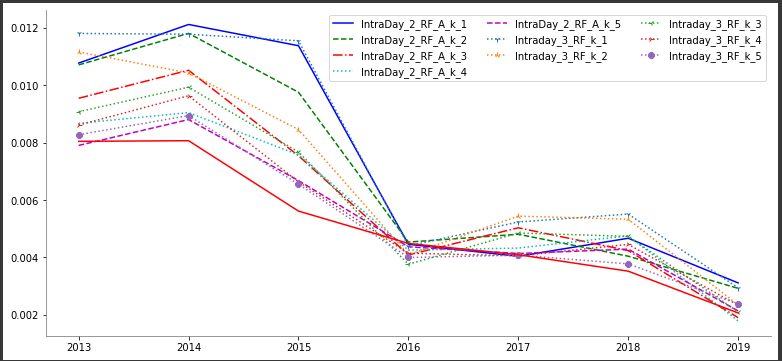 0.012
0.010
0.008
0.006
0.004
0.002
IntraDay_2_RF_A_k_1
IntraDay_2_RF_A_k_2
IntraDay_2_RF_A_k_3
IntraDay_2_RF_A_k_4
IntraDay_2_RF_A_k_5
Intraday_3_RF_k_1
Intraday_3_RF_k_2
Intraday_3_RF_k_3
Intraday_3_RF_k_4
Intraday_3_RF_k_5
2013 2014 2015 2016 2017 2018 2019